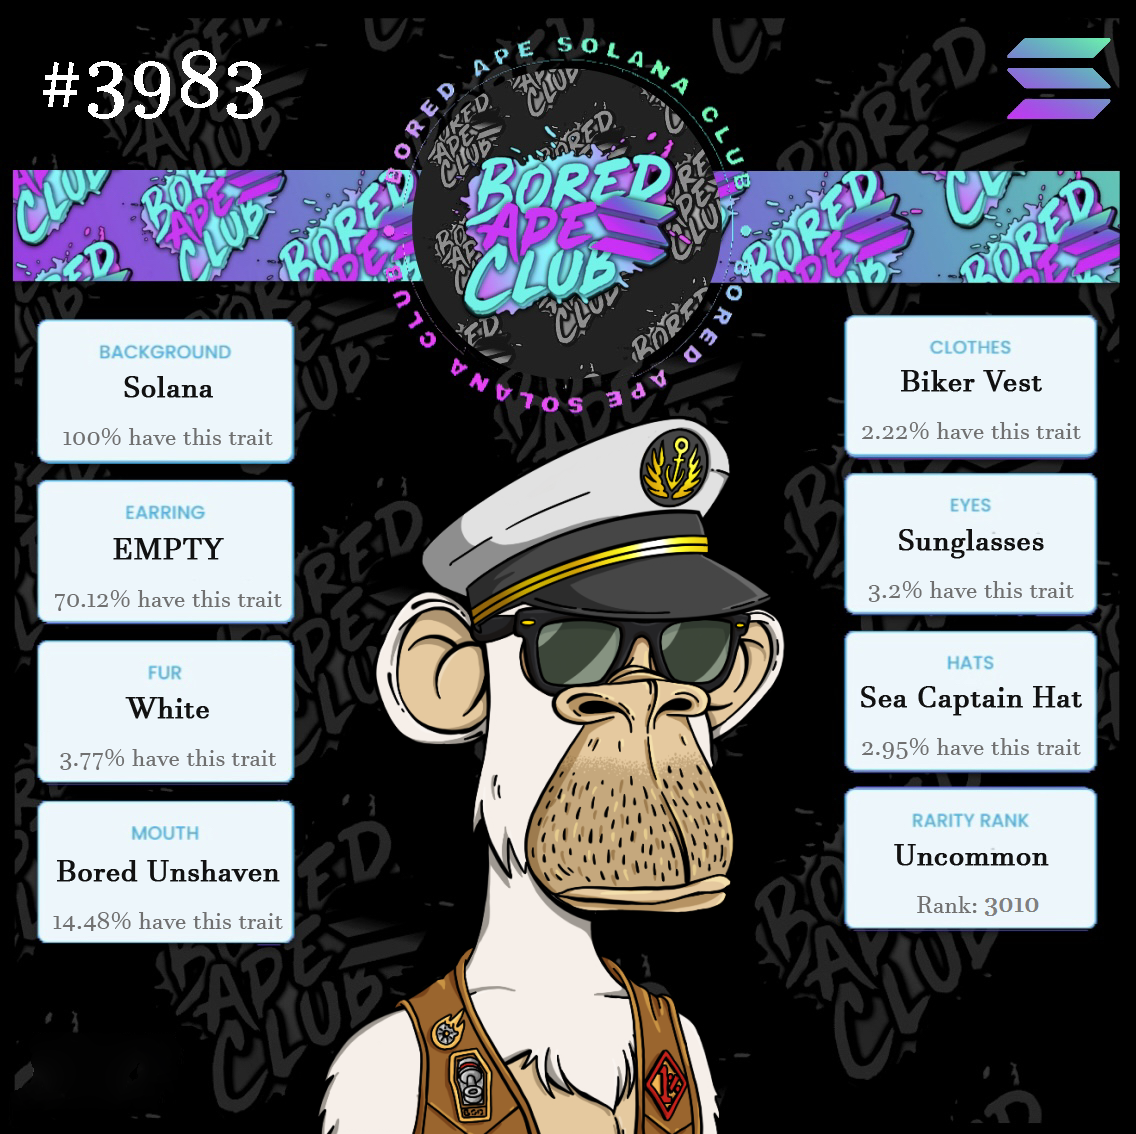 #3983
BORED APE SOLANA CLUB
BORED APE SOLANA CLUB
BORED
APE
CLUB
BACKGROUND
Solana
100% have this trait
EARRING
EMPTY
70.12% have this trait
FUR
White
3.77% have this trait
MOUTH
Bored Unshaven
14.48% have this trait
CLOTHES
Biker Vest
2.22% have this trait
EYES
Sunglasses
3.2% have this trait
HATS
Sea Captain Hat
2.95% have this trait
RARITY RANK
Uncommon
Rank: 3010
1%